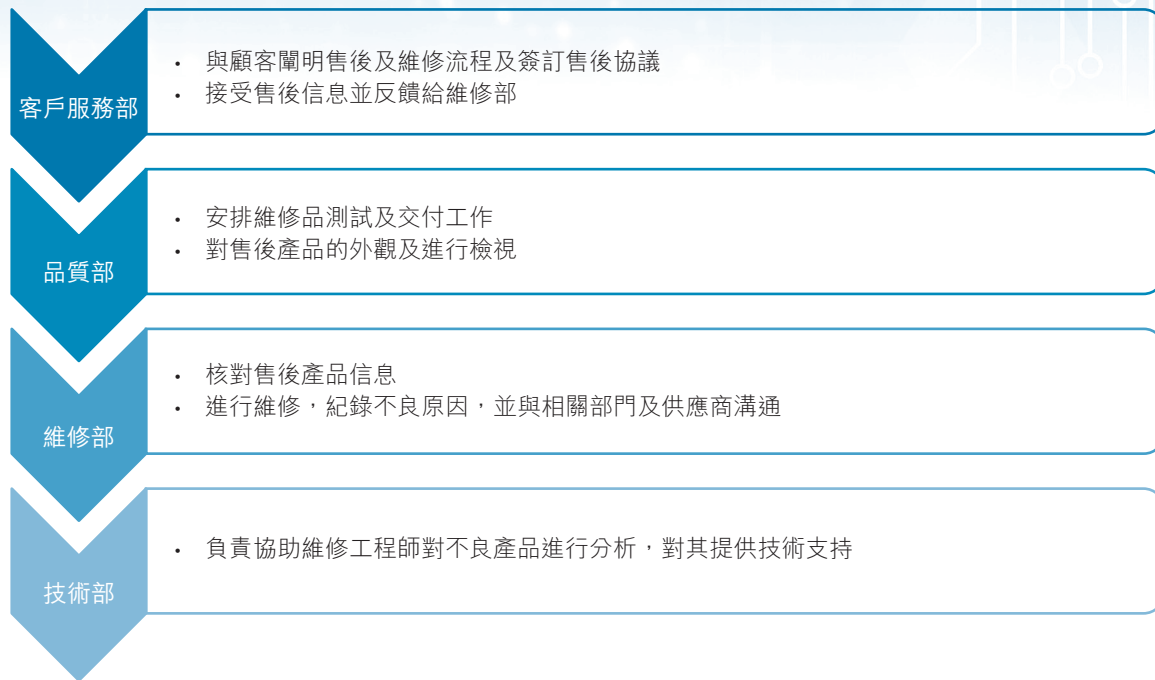 客戶服務部
• 與顧客闡明售後及維修流程及簽訂售後協議
• 接受售後信息並反饋給維修部
品質部
• 安排維修品測試及交付工作
• 對售後產品的外觀及進行檢視
維修部
• 核對售後產品信息
• 進行維修，紀錄不良原因，並與相關部門及供應商溝通
技術部
• 負責協助維修工程師對不良產品進行分析，對其提供技術支持